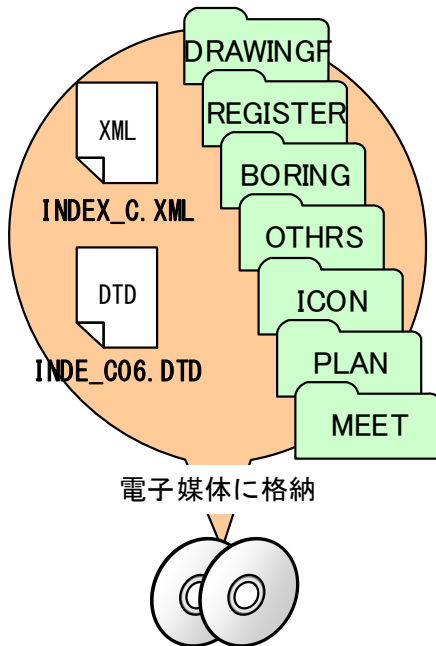 DRAWINGF
REGISTER
BORING
OTHRS
ICON
PLAN
MEET
XML
INDEX_C.XML
DTD
INDE_C06.DTD
電子媒体に格納